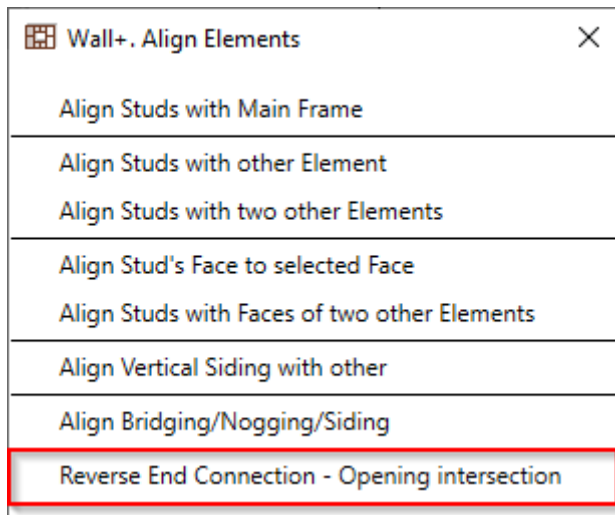 Wall+. Align Elements
Align Studs with Main Frame
Align Studs with other Element
Align Studs with two other Elements
Align Stud's Face to selected Face
Align Studs with Faces of two other Elements
Align Vertical Siding with other
Align Bridging/Nogging/Siding
Reverse End Connection - Opening intersection